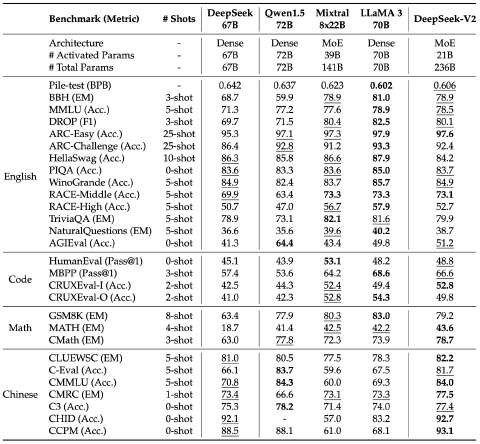 Benchmark (Metric) # Shots DeepSeek 67B Qwen1.5 72B Mixtral 8x22B LLaMA 3 70B DeepSeek-V2
Architecture - Dense Dense MoE Dense MoE
# Activated Params - 67B 72B 39B 70B 21B
# Total Params - 67B 72B 141B 70B 236B
English
Pile-test (BPB) - 0.642 0.637 0.623 0.602 0.606
BBH (EM) 3-shot 68.7 59.9 78.9 81.0 78.9
MMLU (Acc.) 5-shot 71.3 77.2 77.6 78.9 78.5
DROP (F1) 3-shot 69.7 71.5 80.4 82.5 80.1
ARC-Easy (Acc.) 25-shot 95.3 97.1 97.3 97.9 97.6
ARC-Challenge (Acc.) 25-shot 86.4 92.8 91.2 93.3 92.4
HellaSwag (Acc.) 10-shot 86.3 85.8 86.6 87.9 84.2
PIQA (Acc.) 0-shot 83.6 83.3 83.6 85.0 83.7
WinoGrande (Acc.) 5-shot 84.9 82.4 83.7 85.7 84.9
RACE-Middle (Acc.) 5-shot 69.9 63.4 73.3 73.3 73.1
RACE-High (Acc.) 5-shot 50.7 47.0 56.7 57.9 52.7
TriviaQA (EM) 5-shot 78.9 73.1 82.1 81.6 79.9
NaturalQuestions (EM) 5-shot 36.6 35.6 39.6 40.2 38.7
AGIEval (Acc.) 0-shot 41.3 64.4 43.4 49.8 51.2
Code
HumanEval (Pass@1) 0-shot 45.1 43.9 53.1 48.2 48.8
MBPP (Pass@1) 3-shot 57.4 53.6 64.2 68.6 66.6
CRUXEval-I (Acc.) 2-shot 42.5 44.3 52.4 49.4 52.8
CRUXEval-O (Acc.) 2-shot 41.0 42.3 52.8 54.3 49.8
Math
GSM8K (EM) 8-shot 63.4 77.9 80.3 83.0 79.2
MATH (EM) 4-shot 18.7 41.4 42.5 42.2 43.6
CMath (EM) 3-shot 63.0 77.8 72.3 73.9 78.7
Chinese
CLUEWSC (EM) 5-shot 81.0 80.5 77.5 78.3 82.2
C-Eval (Acc.) 5-shot 66.1 83.7 59.6 67.5 81.7
CMMLU (Acc.) 5-shot 70.8 84.3 60.0 69.3 84.0
CMRC (EM) 1-shot 73.4 66.6 73.1 73.3 77.5
C3 (Acc.) 0-shot 75.3 78.2 71.4 74.0 77.4
CHID (Acc.) 0-shot 92.1 - 57.0 83.2 92.7
CCPM (Acc.) 0-shot 88.5 88.1 61.0 68.1 93.1